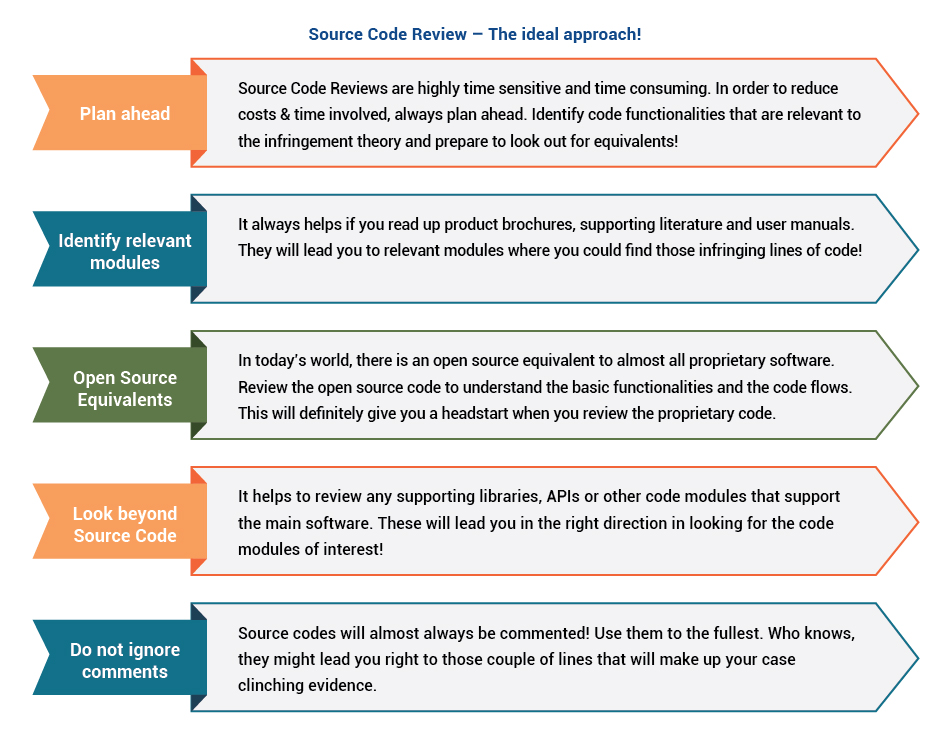 Source Code Review – The ideal approach!
Plan ahead
Source Code Reviews are highly time sensitive and time consuming. In order to reduce
costs & time involved, always plan ahead. Identify code functionalities that are relevant to
the infringement theory and prepare to look out for equivalents!
Identify relevant
modules
It always helps if you read up product brochures, supporting literature and user manuals.
They will lead you to relevant modules where you could find those infringing lines of code!
Open Source
Equivalents
In today's world, there is an open source equivalent to almost all proprietary software.
Review the open source code to understand the basic functionalities and the code flows.
This will definitely give you a headstart when you review the proprietary code.
Look beyond
Source Code
It helps to review any supporting libraries, APIs or other code modules that support
the main software. These will lead you in the right direction in looking for the code
modules of interest!
Do not ignore
comments
Source codes will almost always be commented! Use them to the fullest. Who knows,
they might lead you right to those couple of lines that will make up your case
clinching evidence.